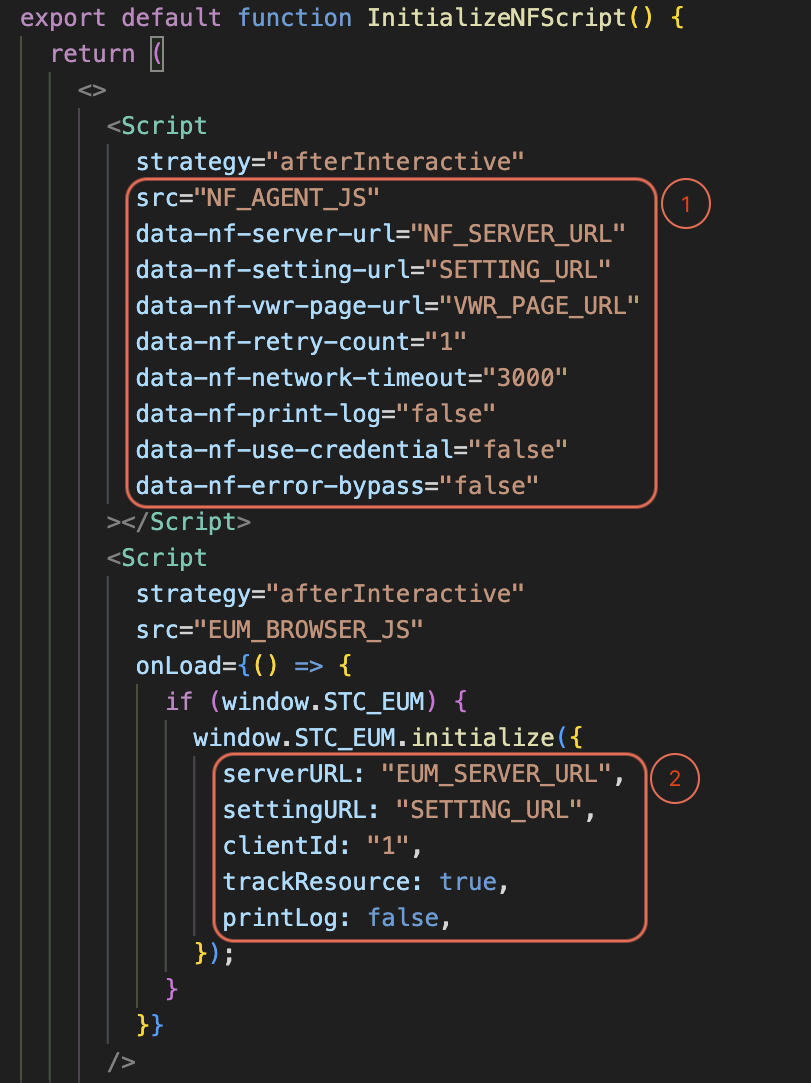 export default function InitializeNFScript() {
return (
<>
<Script
strategy="afterInteractive"
src="NF_AGENT_JS"
1
data-nf-server-url="NF_SERVER_URL"
data-nf-setting-url="SETTING_URL"
data-nf-vwr-page-url="VWR_PAGE_URL"
data-nf-retry-count="1"
data-nf-network-timeout="3000"
data-nf-print-log="false"
data-nf-use-credential="false"
data-nf-error-bypass="false"
></Script>
<Script
strategy="afterInteractive"
src="EUM_BROWSER_JS"
onLoad={() => {
if (window.STC_EUM) {
window.STC_EUM.initialize({
serverURL: "EUM_SERVER_URL",
2
settingURL: "SETTING_URL",
clientId: "1",
trackResource: true,
printLog: false,
});
}
}}
/>